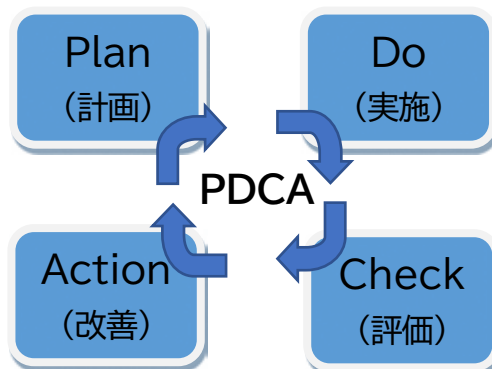 Plan
（計画）
Do
（実施）
PDCA
Action
（改善）
Check
（評価）